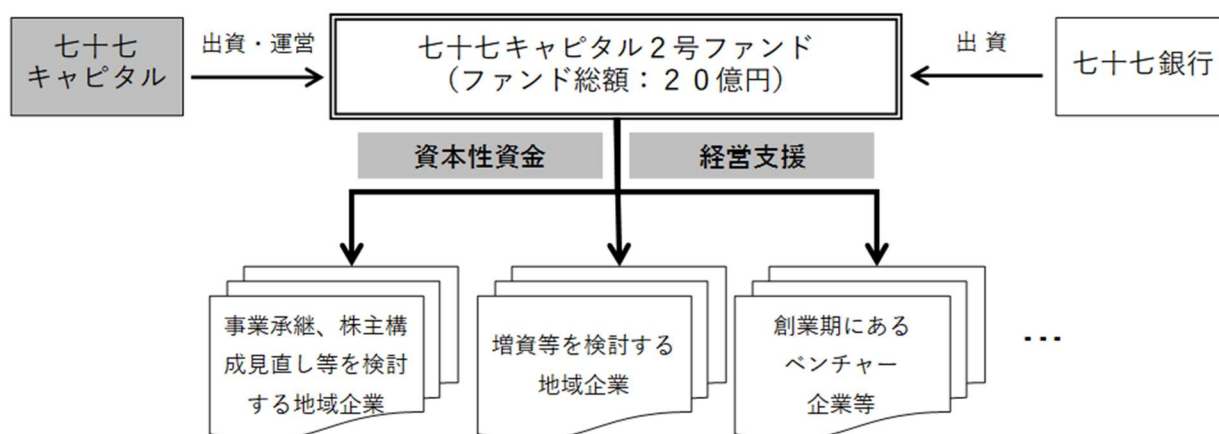 七十七
キャピタル
出資・運営
七十七キャピタル２号ファンド
（ファンド総額：２０億円）
出 資
七十七銀行
資本性資金
経営支援
事業承継、株主構
成見直し等を検討
する地域企業
増資等を検討する
地域企業
創業期にある
ベンチャー
企業等
…